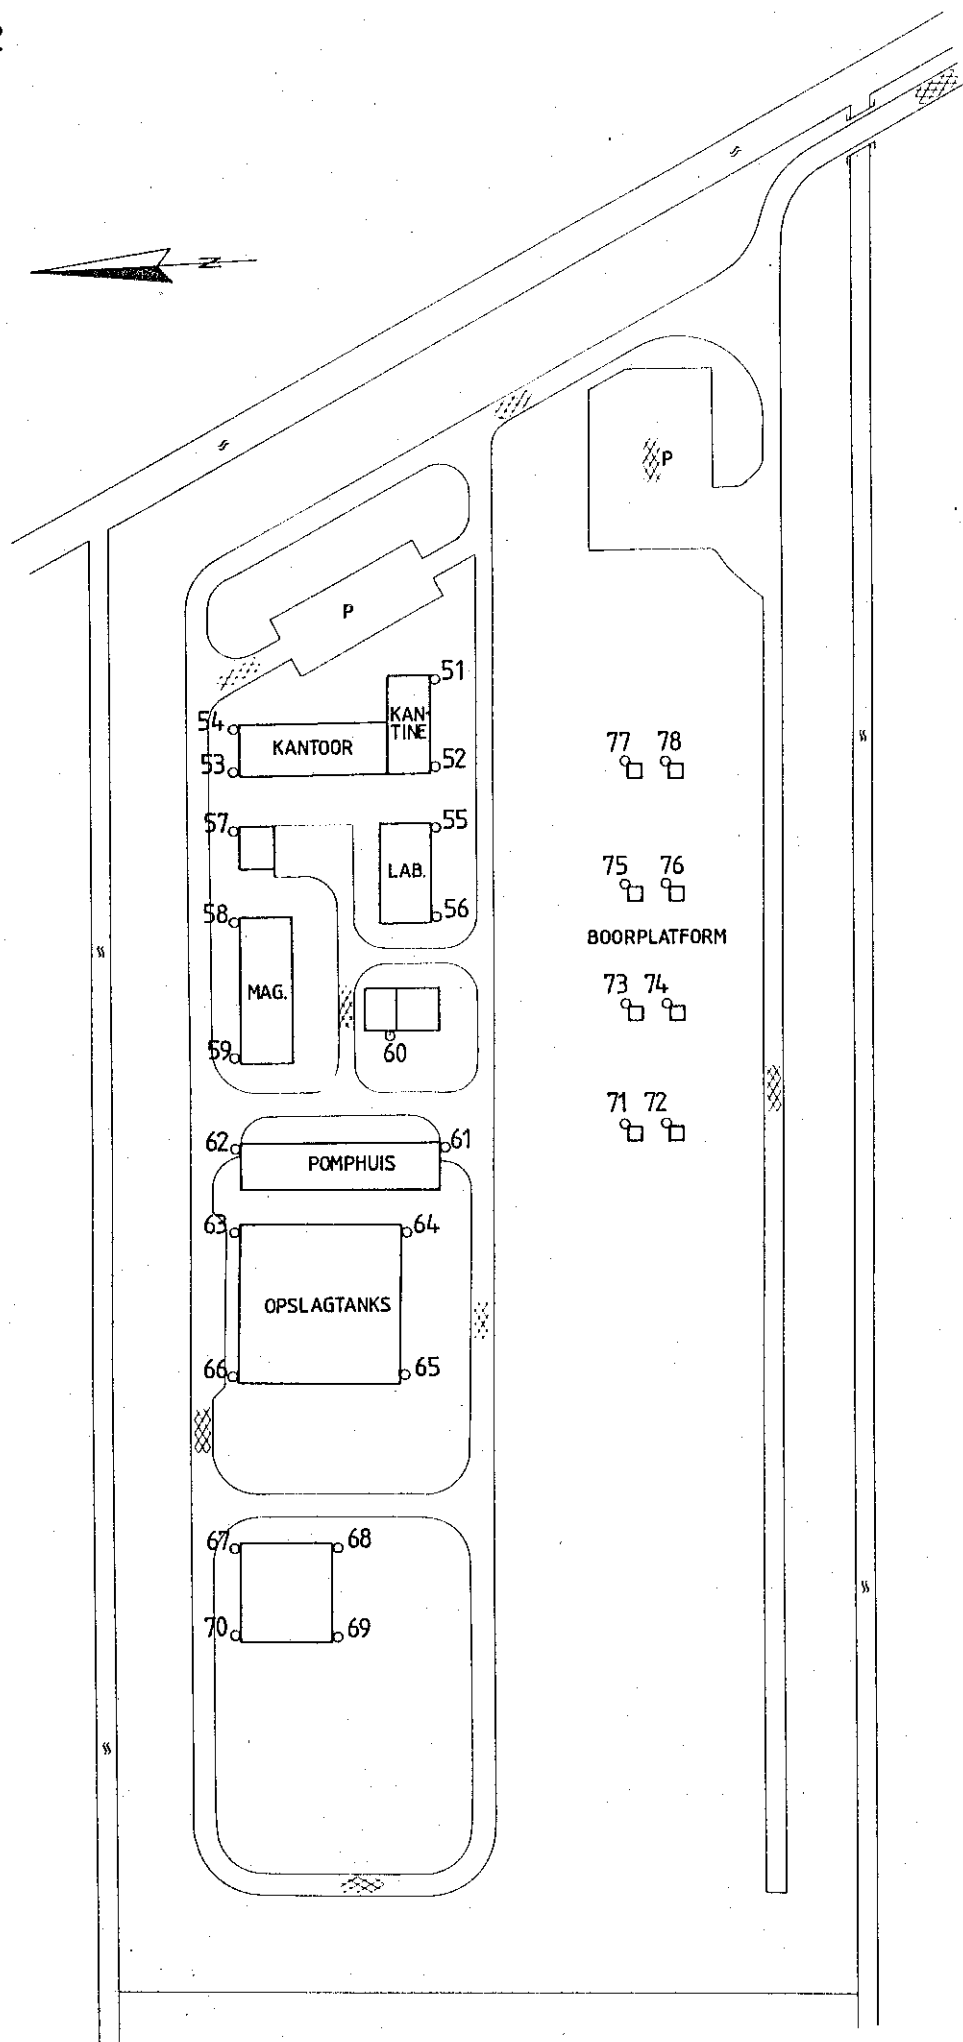 2
N
P
P
51
KAN-
TINE
54
KANTOOR
53
52
77 78
57
55
LAB.
75 76
58
56
BOORPLATFORM
MAG.
73 74
59
60
71 72
62
61
POMPHUIS
63
64
OPSLAGTANKS
66
65
67
68
70
69